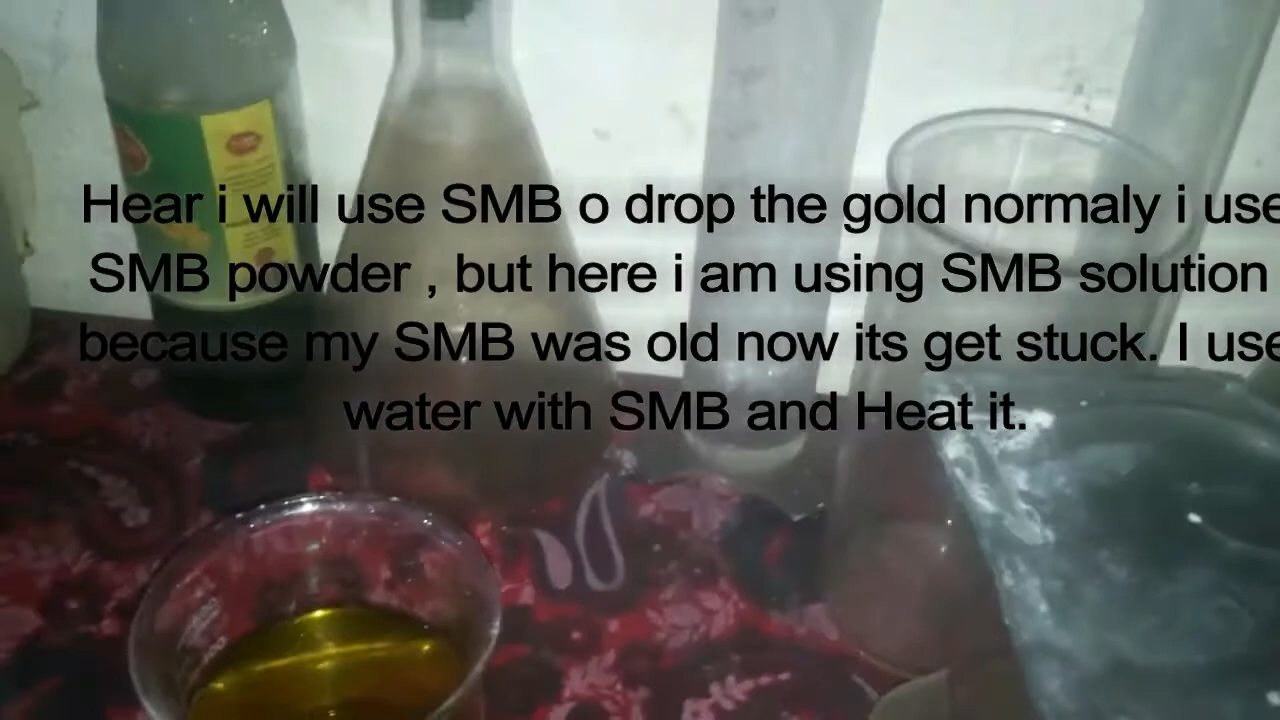 Hear i will use SMB o drop the gold normaly i use
SMB powder , but here i am using SMB solution
because my SMB was old now its get stuck. I use
water with SMB and Heat it.